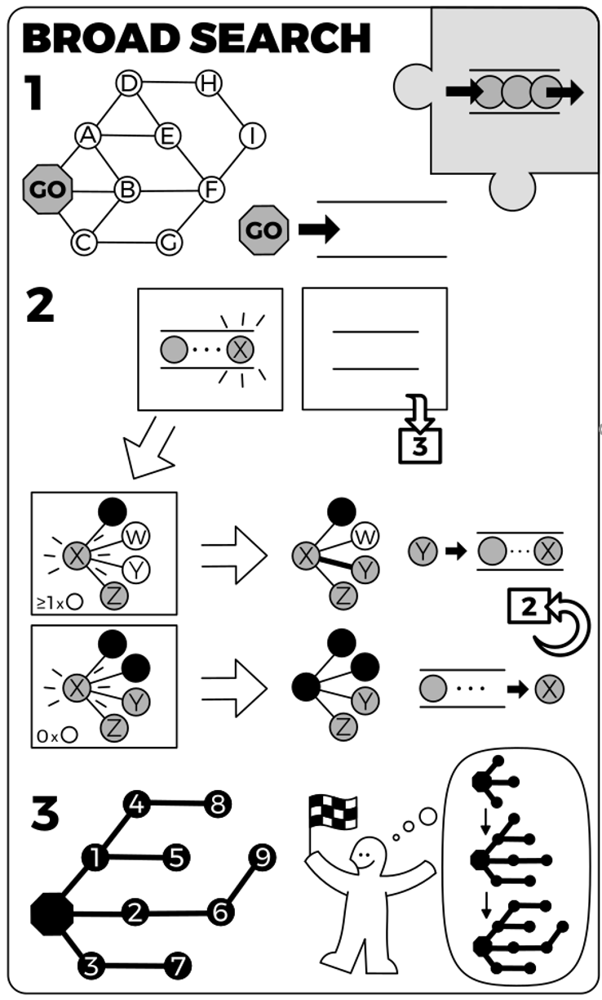 BROAD SEARCH
1
D H
A E I
GO B F
C G
GO
2
X
3
X W Y Z
≥1x
X W Y Z
Y X
2
X Y Z
0x
Y Z
X
3
4 8
1 5 9
2 6
3 7